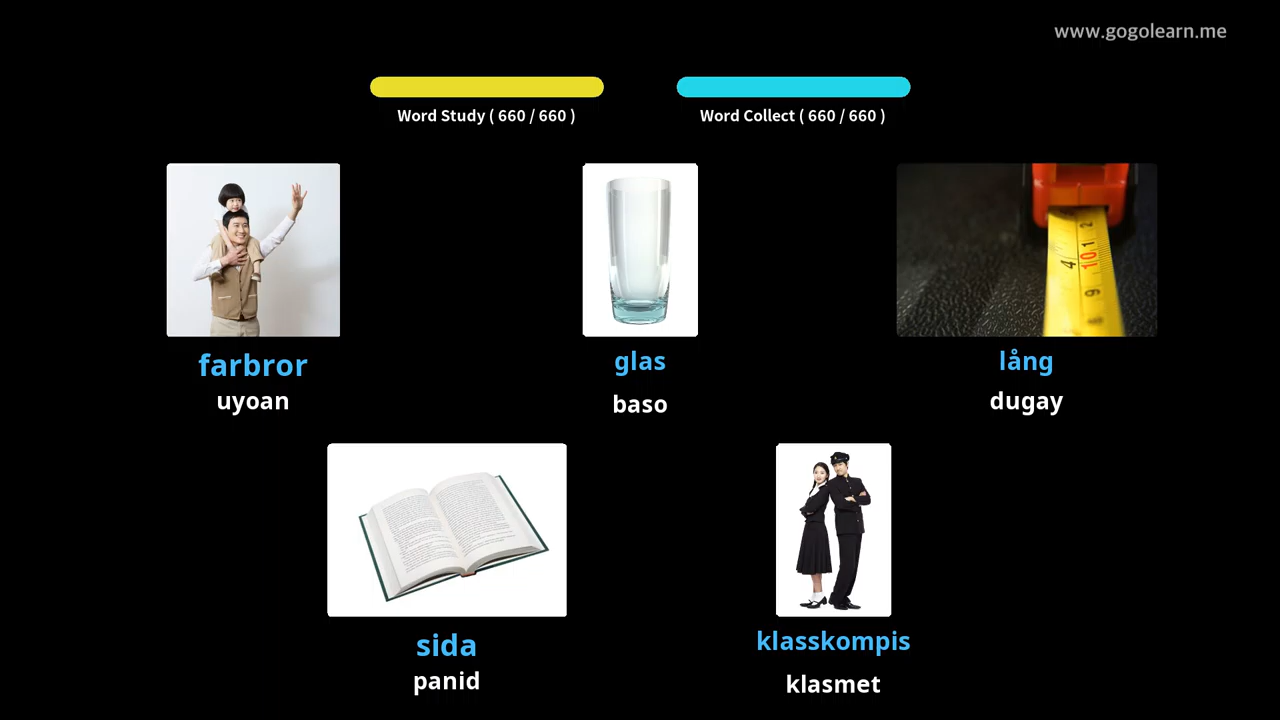 www.gogolearn.me
Word Study ( 660 / 660 )
Word Collect ( 660 / 660 )
farbror
uyoan
glas
baso
lång
dugay
sida
panid
klasskompis
klasmet